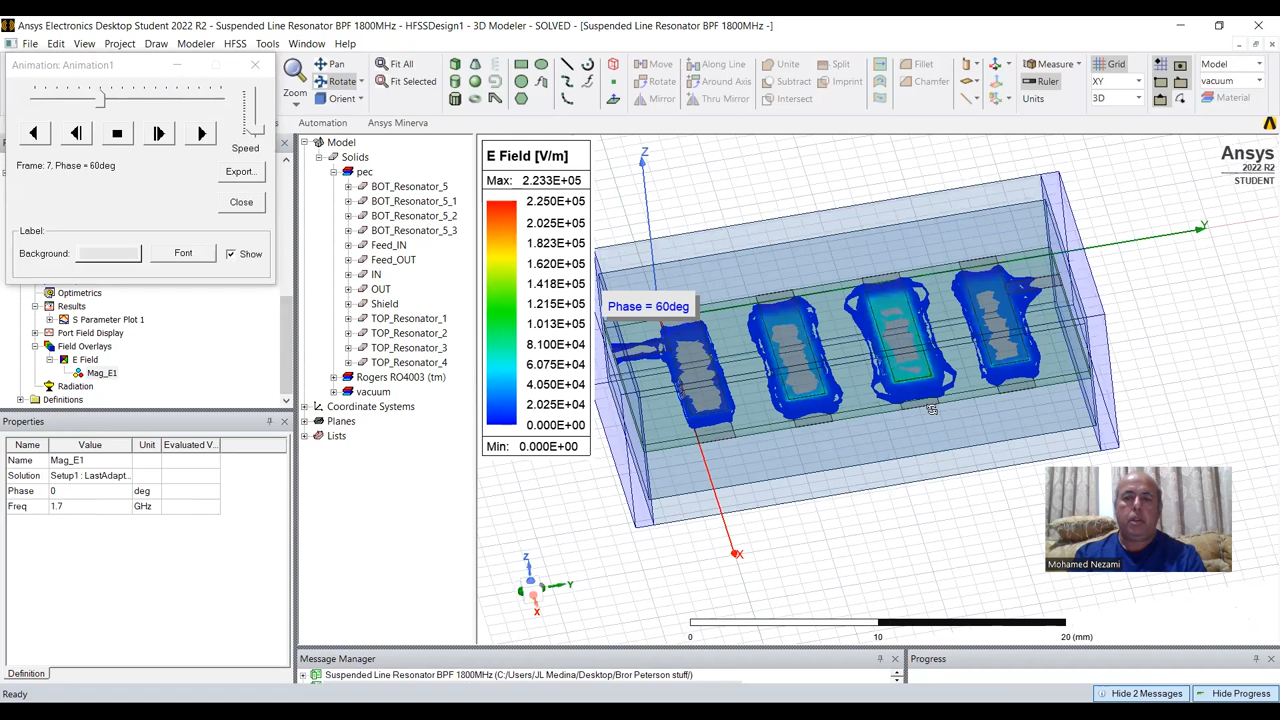 Ansys Electronics Desktop Student 2022 R2 - Suspended Line Resonator BPF 1800MHz - HFSSDesign1 - 3D Modeler - SOLVED - [Suspended Line Resonator BPF 1800MHz -
File Edit View Project Draw Modeler HFSS Tools Window Help
Animation: Animation1
Zoom
Pan
Rotate
Orient
Fit All
Fit Selected
Move
Rotate
Mirror
Along Line
Around Axis
Thru Mirror
Unite
Subtract
Intersect
Split
Imprint
Fillet
Chamfer
Measure
Ruler
Units
Grid
XY
3D
Model
vacuum
Material
Automation Ansys Minerva
Speed
Frame: 7, Phase = 60deg
Export...
Close
Label:
Background:
Font
Show
Optimetrics
Results
S Parameter Plot 1
Port Field Display
Field Overlays
E Field
Mag_E1
Radiation
Definitions
Properties
Name Value Unit Evaluated V...
Name Mag_E1
Solution Setup1 : LastAdapt...
Phase 0 deg
Freq 1.7 GHz
Definition
Model
Solids
pec
BOT_Resonator_5
BOT_Resonator_5_1
BOT_Resonator_5_2
BOT_Resonator_5_3
Feed_IN
Feed_OUT
IN
OUT
Shield
TOP_Resonator_1
TOP_Resonator_2
TOP_Resonator_3
TOP_Resonator_4
Rogers RO4003 (tm)
vacuum
Coordinate Systems
Planes
Lists
E Field [V/m]
Max: 2.233E+05
2.250E+05
2.025E+05
1.823E+05
1.620E+05
1.418E+05
1.215E+05
1.013E+05
8.100E+04
6.075E+04
4.050E+04
2.025E+04
0.000E+00
Min: 0.000E+00
Phase = 60deg
Z
Y
X
Ansys
2022 R2
STUDENT
Mohamed Nezami
Z
Y
X
0 10 20 (mm)
Message Manager
Suspended Line Resonator BPF 1800MHz (C:/Users/JL Medina/Desktop/Bror Peterson stuff/)
Progress
Ready
Hide 2 Messages
Hide Progress